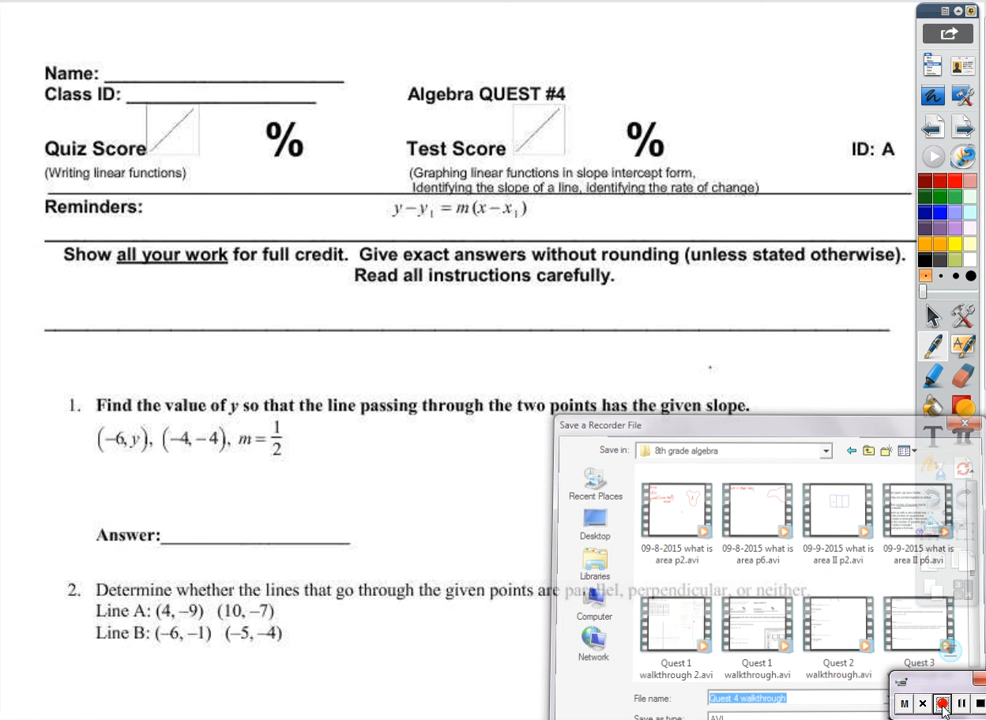 Name: ____________________
Class ID: ____________________
Algebra QUEST #4
Quiz Score % Test Score % ID: A
(Writing linear functions) (Graphing linear functions in slope intercept form,
Identifying the slope of a line, identifying the rate of change)
Reminders: y−y₁ = m(x−x₁)
Show all your work for full credit. Give exact answers without rounding (unless stated otherwise).
Read all instructions carefully.
1. Find the value of y so that the line passing through the two points has the given slope.
(−6, y), (−4, −4), m = 1/2
Answer:____________________
2. Determine whether the lines that go through the given points are parallel, perpendicular, or neither.
Line A: (4, −9) (10, −7)
Line B: (−6, −1) (−5, −4)
Save a Recorder File
Save in: 8th grade algebra
Recent Places
Desktop
Libraries
Computer
Network
09-8-2015 what is area p2.avi
09-8-2015 what is area p6.avi
09-9-2015 what is area II p2.avi
09-9-2015 what is area II p6.avi
Quest 1 walkthrough 2.avi
Quest 1 walkthrough.avi
Quest 2 walkthrough.avi
Quest 3
File name: Quest 4 walkthrough
Save as type: AVI
M